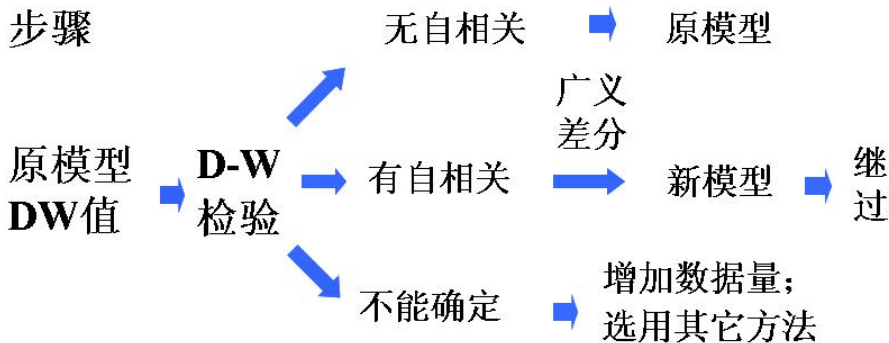 步骤
无自相关
原模型
广义
差分
原模型
DW值
D-W
检验
有自相关
新模型
继
过
不能确定
增加数据量；
选用其它方法